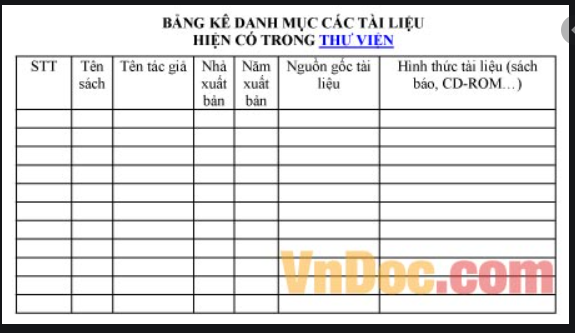 BẢNG KÊ DANH MỤC CÁC TÀI LIỆU
HIỆN CÓ TRONG THƯ VIỆN
STT
Tên
sách
Tên tác giả
Nhà
xuất
bản
Năm
xuất
bản
Nguồn gốc tài
liệu
Hình thức tài liệu (sách
báo, CD-ROM…)
VnDoc.com